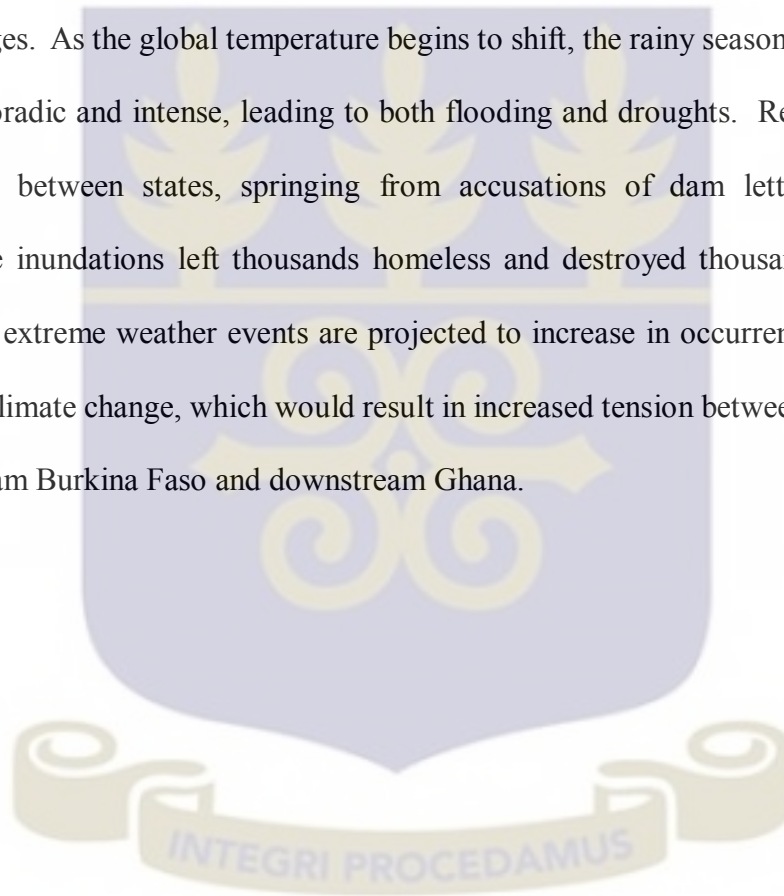 ges. As the global temperature begins to shift, the rainy season
oradic and intense, leading to both flooding and droughts. Re
between states, springing from accusations of dam lett
e inundations left thousands homeless and destroyed thousan
extreme weather events are projected to increase in occurren
limate change, which would result in increased tension betwee
am Burkina Faso and downstream Ghana.
INTEGRI PROCEDAMUS